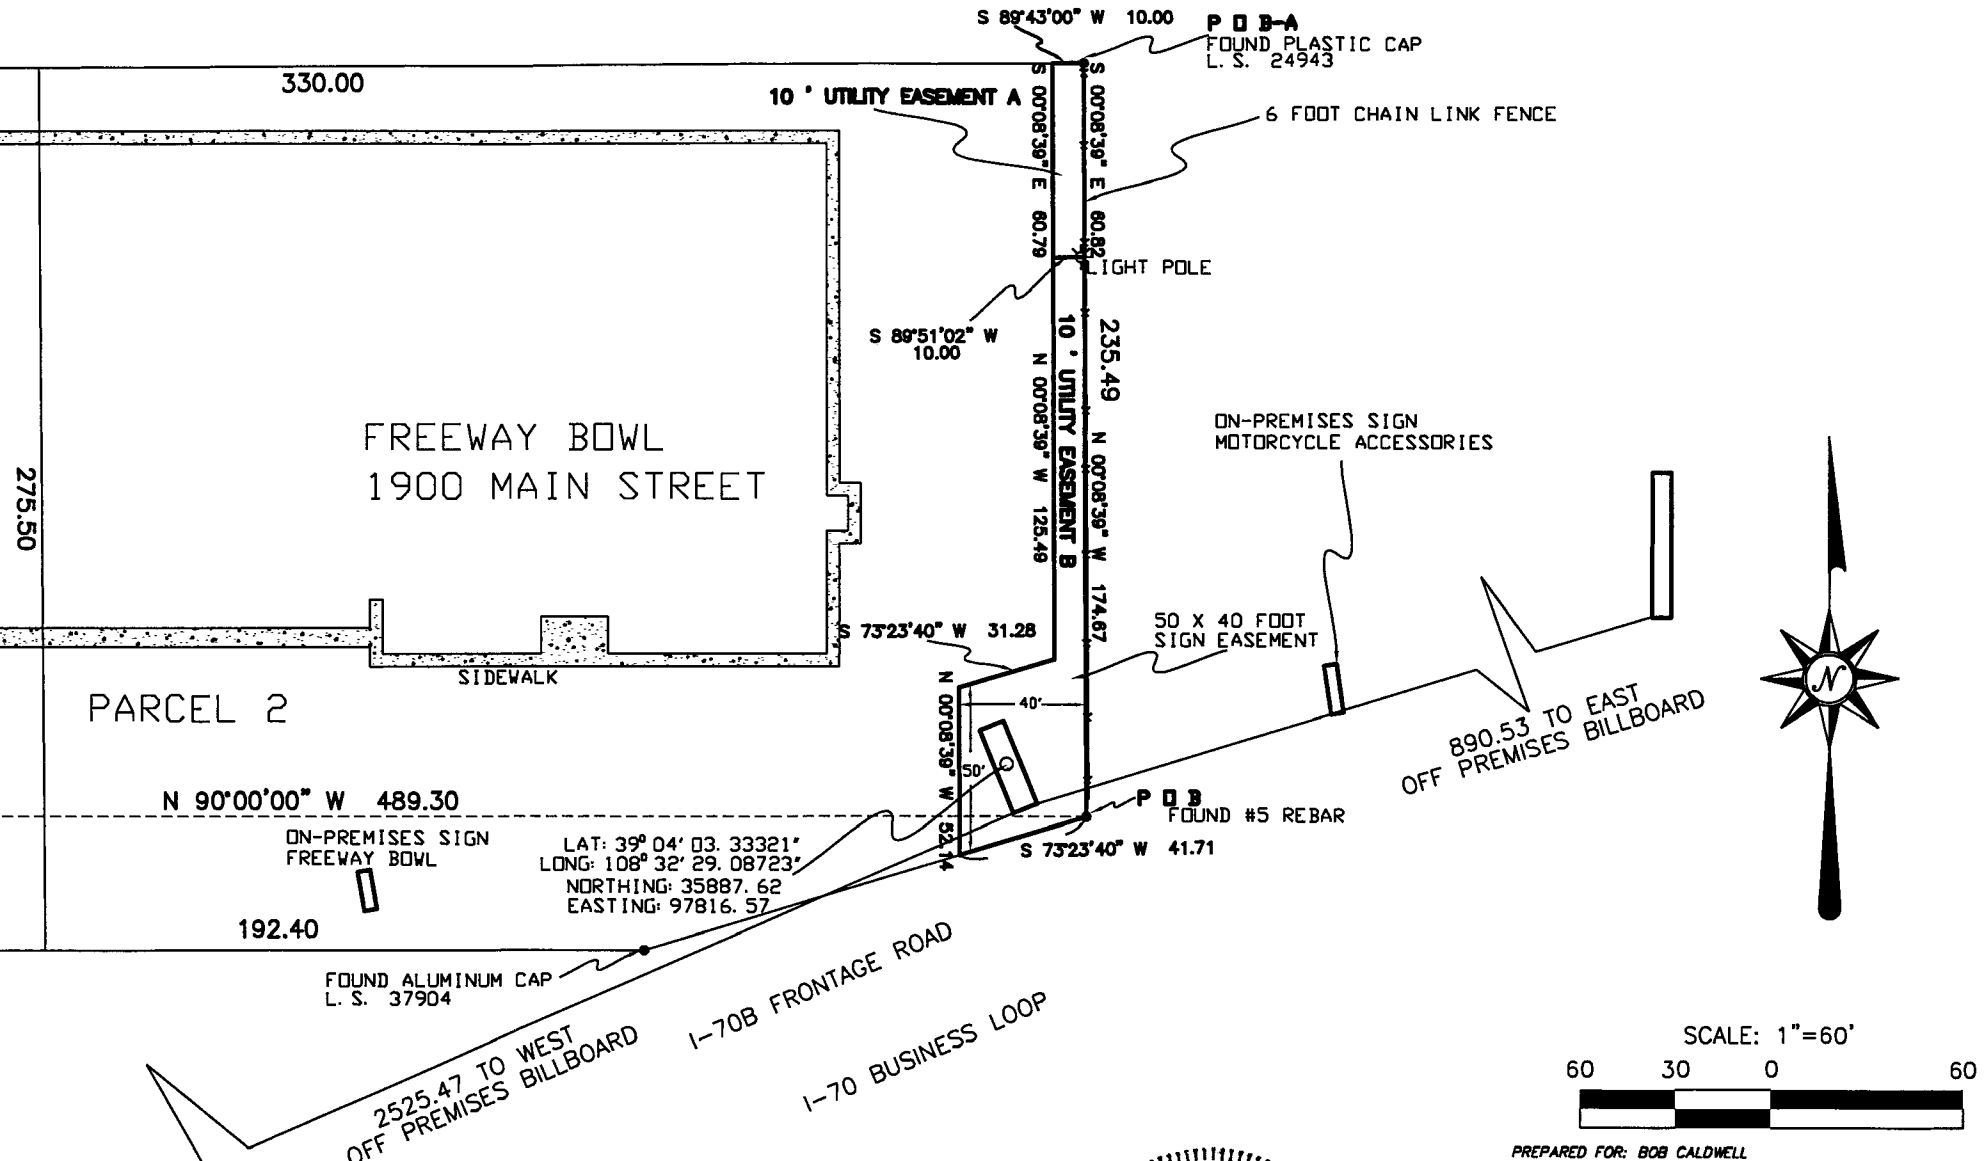 S 89°43'00" W 10.00
P O B-A
FOUND PLASTIC CAP
L. S. 24943
330.00
10 ' UTILITY EASEMENT A
S 00°08'39" E 60.79
S 00°08'39" E 60.82
6 FOOT CHAIN LINK FENCE
LIGHT POLE
S 89°51'02" W
10.00
10 ' UTILITY EASEMENT B
235.49
N 00°08'39" W 125.49
N 00°08'39" W 174.67
ON-PREMISES SIGN
MOTORCYCLE ACCESSORIES
FREEWAY BOWL
1900 MAIN STREET
275.50
S 73°23'40" W 31.28
50 X 40 FOOT
SIGN EASEMENT
SIDEWALK
PARCEL 2
N 00°08'39" W 52.14
40'
50'
N
890.53 TO EAST
OFF PREMISES BILLBOARD
N 90°00'00" W 489.30
P O B
FOUND #5 REBAR
ON-PREMISES SIGN
FREEWAY BOWL
LAT: 39° 04' 03. 33321"
LONG: 108° 32' 29. 08723"
NORTHING: 35887. 62
EASTING: 97816. 57
S 73°23'40" W 41.71
192.40
FOUND ALUMINUM CAP
L. S. 37904
I-70B FRONTAGE ROAD
I-70 BUSINESS LOOP
2525.47 TO WEST
OFF PREMISES BILLBOARD
SCALE: 1"=60'
60 30 0 60
PREPARED FOR: BOB CALDWELL